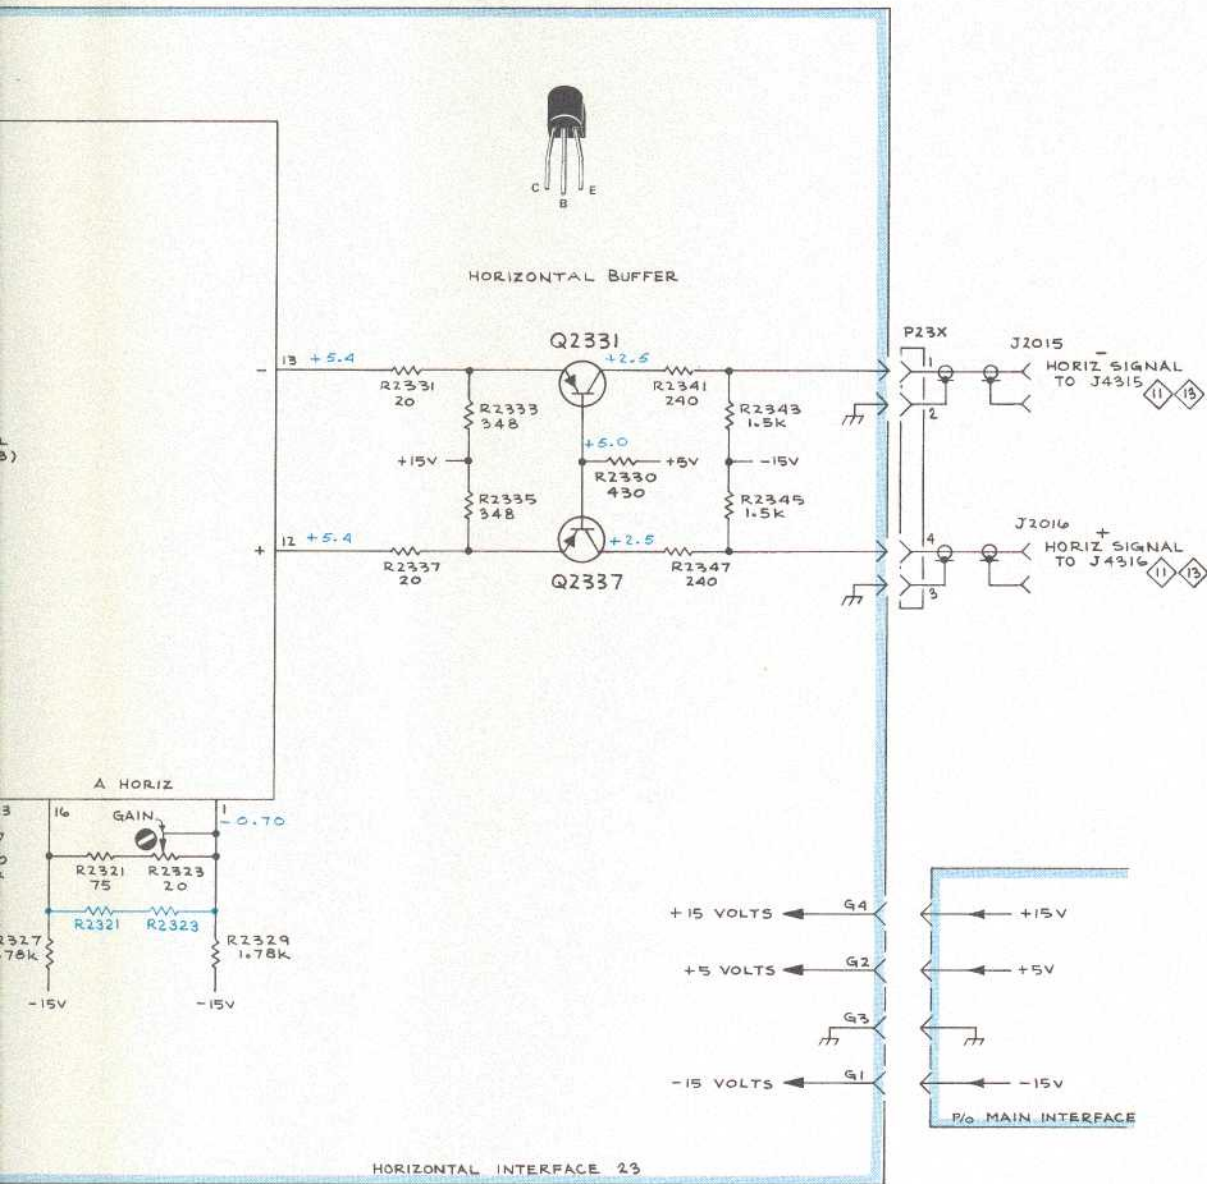 C
B
E
HORIZONTAL BUFFER
Q2331
13 +5.4
-
R2331
20
+2.5
R2341
240
P23X
1
J2015
- HORIZ SIGNAL
TO J4315
11 13
2
R2333
348
+5.0
R2343
1.5K
+15V
R2330
430
+5V
-15V
3)
R2335
348
R2345
1.5K
+
12 +5.4
R2337
20
Q2337
+2.5
R2347
240
4
J2016
+ HORIZ SIGNAL
TO J4316
11 13
3
A HORIZ
3
16
GAIN
1
-0.70
R2321
75
R2323
20
R2321
R2323
2327
.78K
R2329
1.78K
-15V
-15V
+15 VOLTS
G4
+15V
+5 VOLTS
G2
+5V
G3
-15 VOLTS
G1
-15V
P/O MAIN INTERFACE
HORIZONTAL INTERFACE 23